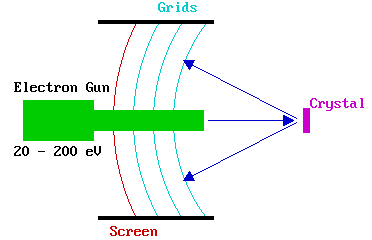 Grids
Electron Gun
Crystal
20 - 200 eV
Screen